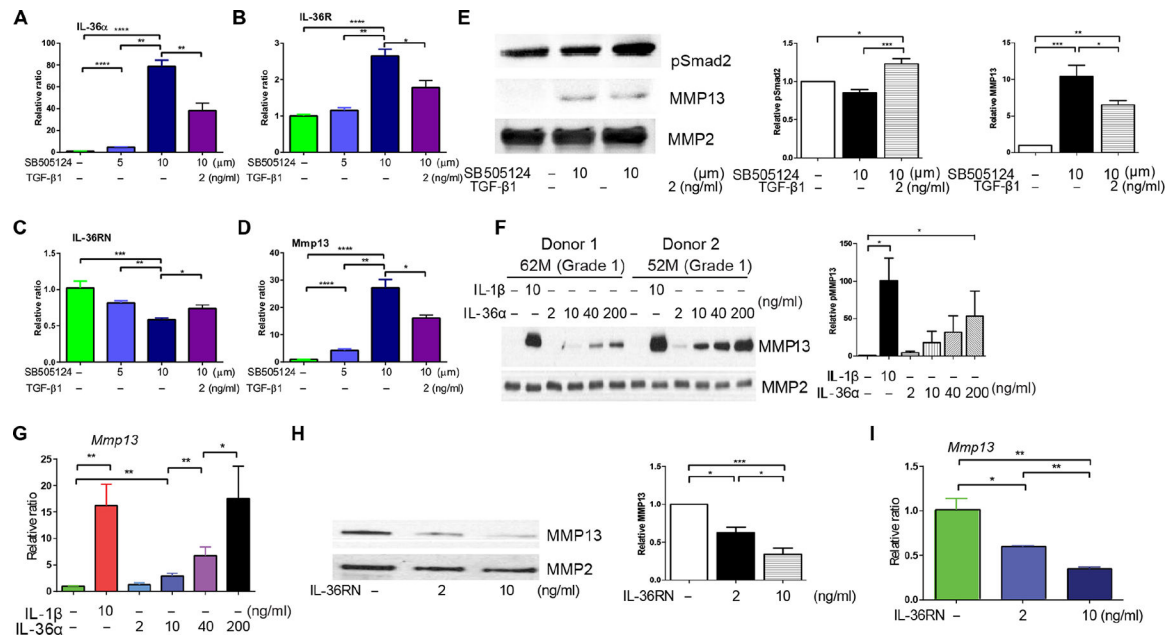 A
IL-36α
Relative ratio
100
80
60
40
20
0
****
**
**
****
SB505124 – 5 10 10 (µm)
TGF-β1 – – – 2 (ng/ml)
B
IL-36R
Relative ratio
4
3
2
1
0
****
**
*
SB505124 – 5 10 10 (µm)
TGF-β1 – – – 2 (ng/ml)
C
IL-36RN
Relative ratio
1.5
1.0
0.5
0.0
***
**
*
SB505124 – 5 10 10 (µm)
TGF-β1 – – – 2 (ng/ml)
D
Mmp13
Relative ratio
40
30
20
10
0
****
**
*
****
SB505124 – 5 10 10 (µm)
TGF-β1 – – – 2 (ng/ml)
E
pSmad2
MMP13
MMP2
SB505124 – 10 10 (µm)
TGF-β1 – – 2 (ng/ml)
Relative pSmad2
1.5
1.0
0.5
0.0
*
***
SB505124 – 10 10 (µm)
TGF-β1 – – 2 (ng/ml)
Relative MMP13
15
10
5
0
**
***
*
SB505124 – 10 10 (µm)
TGF-β1 – – 2 (ng/ml)
F
Donor 1 Donor 2
62M (Grade 1) 52M (Grade 1)
IL-1β 10 10
(ng/ml)
IL-36α 2 10 40 200 2 10 40 200
MMP13
MMP2
Relative pMMP13
150
100
50
0
*
*
IL-1β – 10 – – – –
IL-36α – – 2 10 40 200 (ng/ml)
G
Mmp13
Relative ratio
25
20
15
10
5
0
**
**
**
*
IL-1β – 10 – – – – (ng/ml)
IL-36α – – 2 10 40 200
H
MMP13
MMP2
IL-36RN – 2 10 (ng/ml)
Relative MMP13
1.5
1.0
0.5
0.0
***
*
*
IL-36RN – 2 10 (ng/ml)
I
Mmp13
Relative ratio
1.5
1.0
0.5
0.0
**
**
*
IL-36RN – 2 10 (ng/ml)